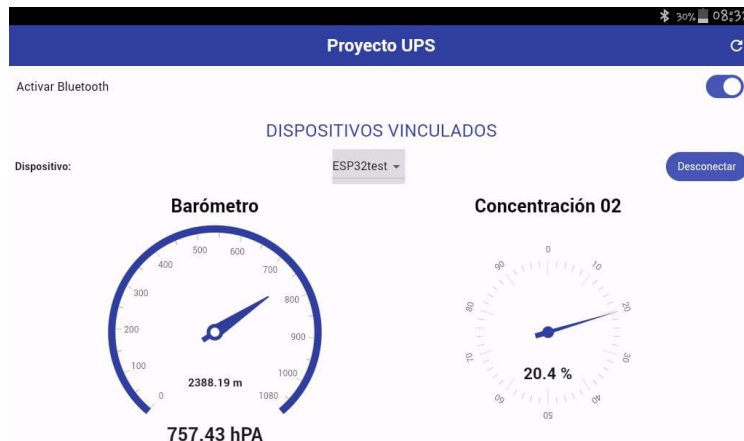 30% 08:33
Proyecto UPS
Activar Bluetooth
DISPOSITIVOS VINCULADOS
Dispositivo:
ESP32test
Desconectar
Barómetro
0
100
200
300
400
500
600
700
800
900
1000
1080
2388.19 m
757.43 hPA
Concentración 02
0
10
20
30
40
50
60
70
80
90
20.4 %